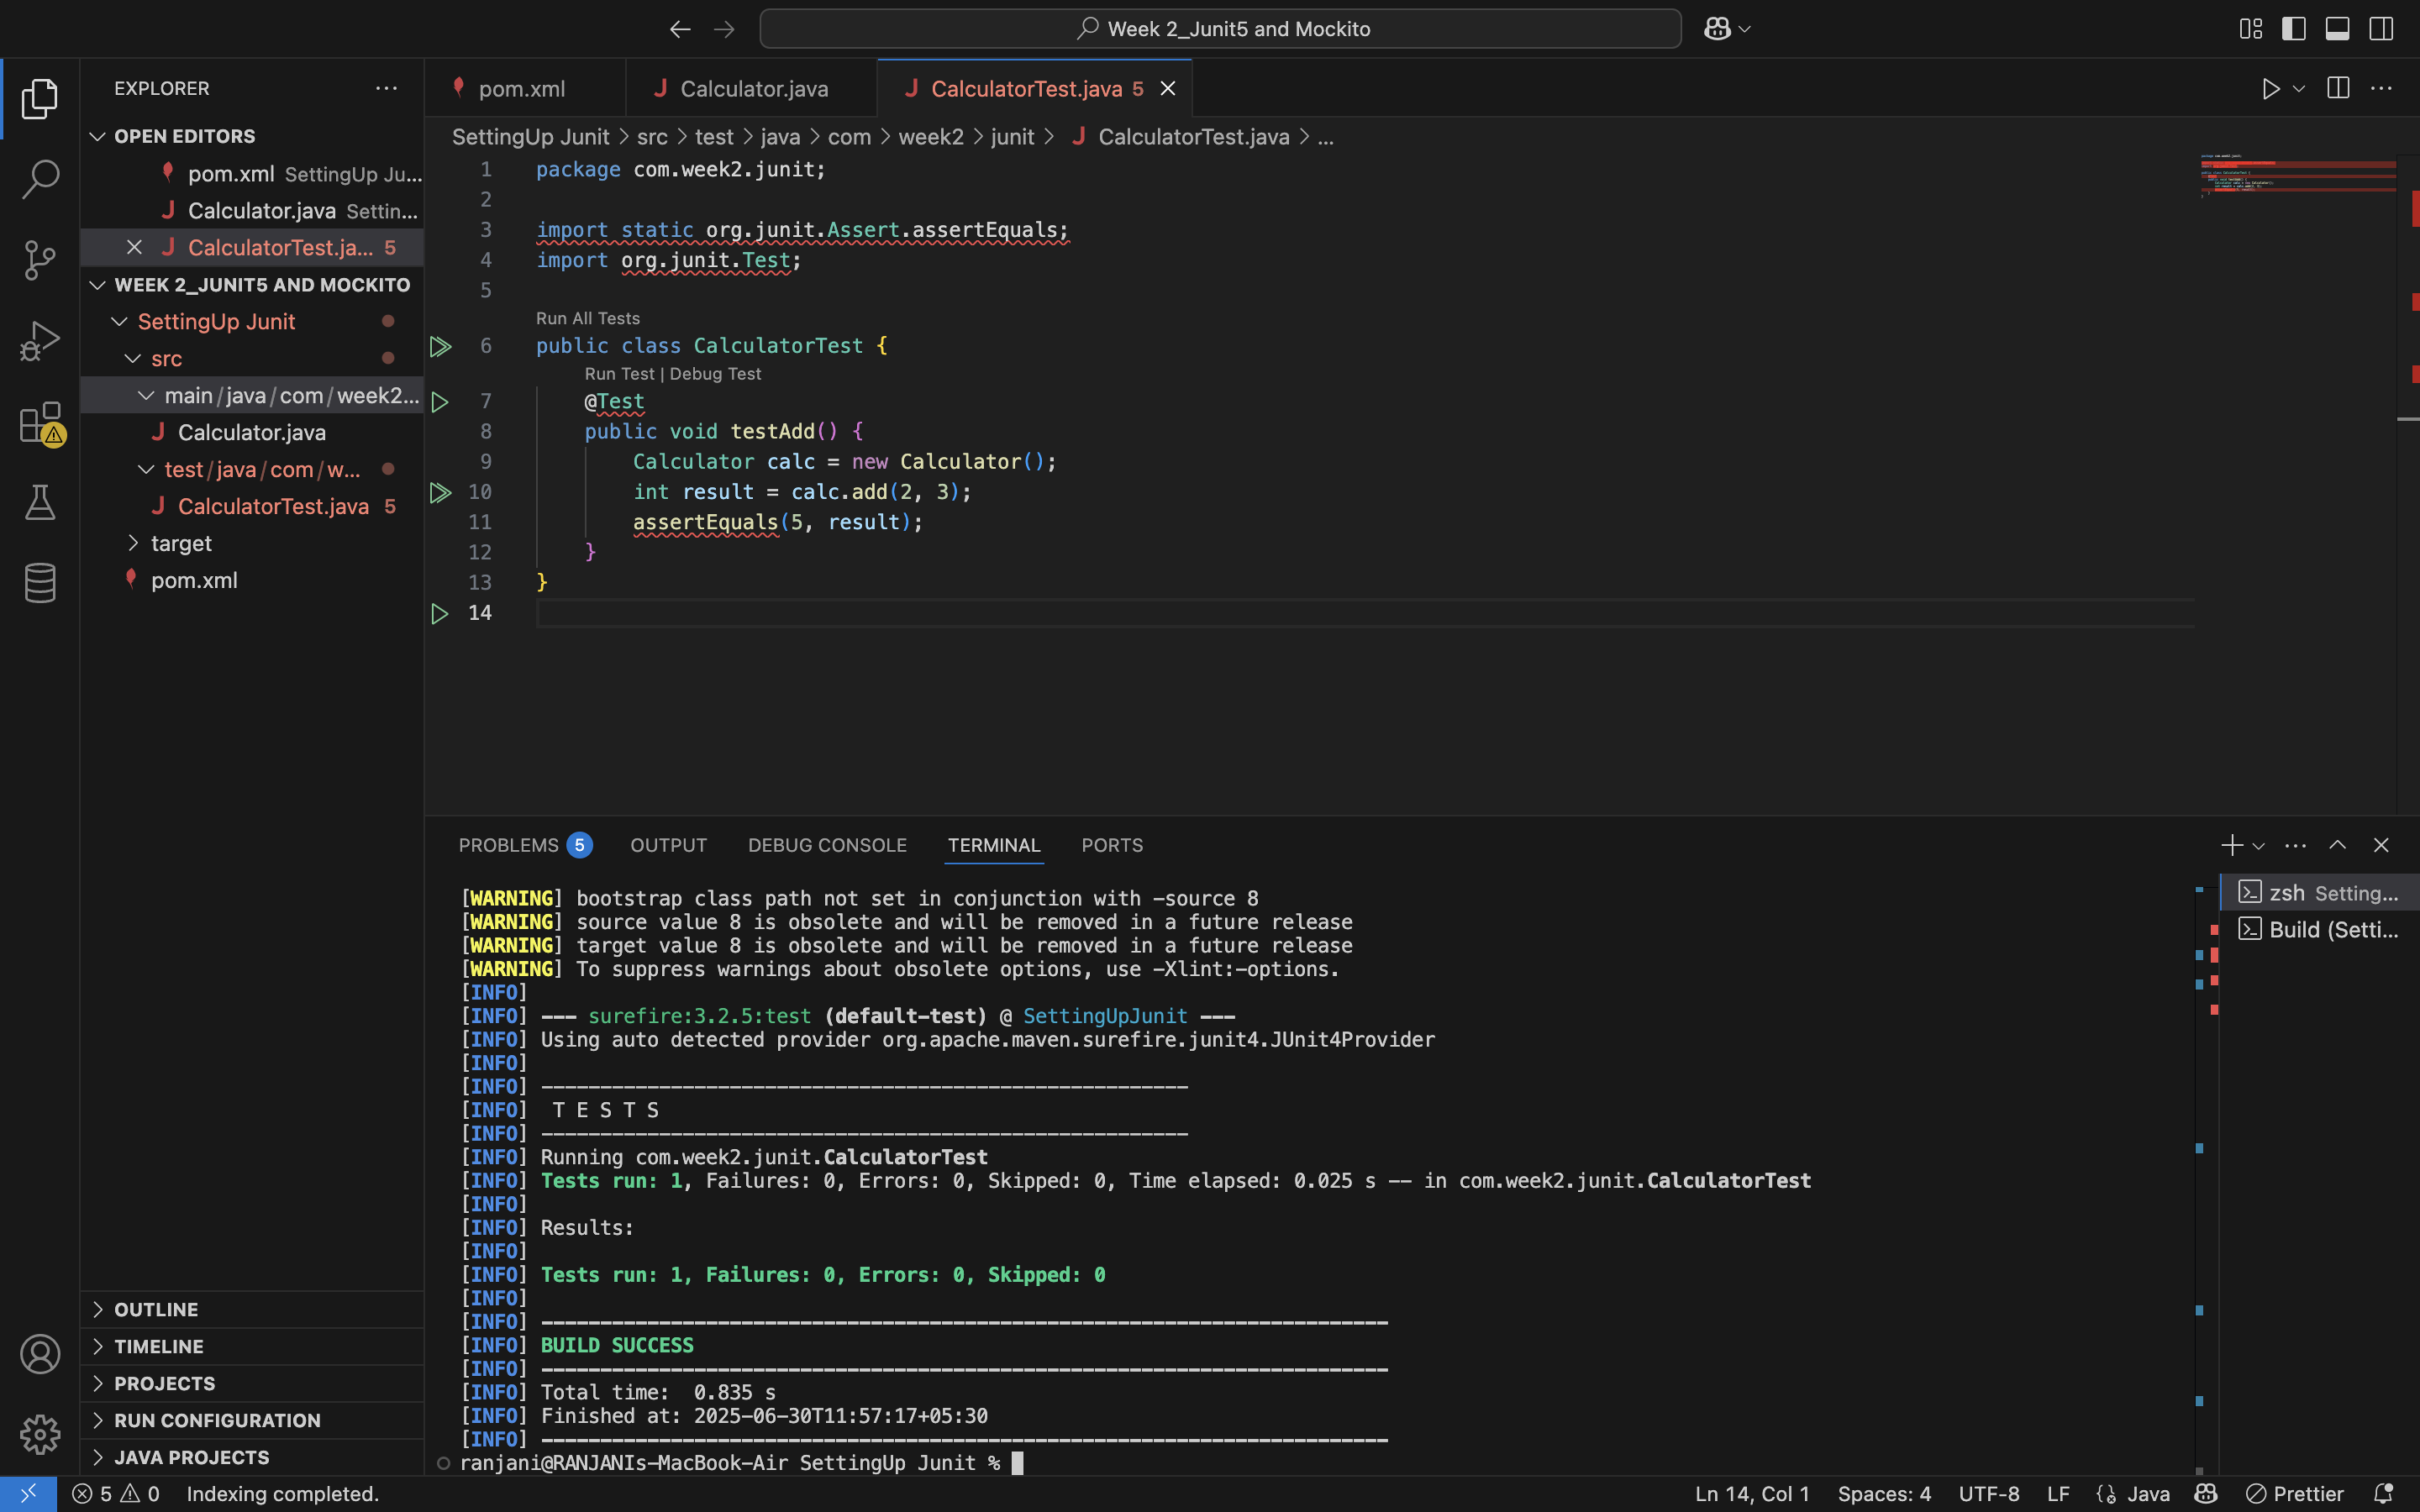 Week 2_Junit5 and Mockito
EXPLORER
OPEN EDITORS
pom.xml SettingUp Ju...
Calculator.java Settin...
CalculatorTest.ja... 5
WEEK 2_JUNIT5 AND MOCKITO
SettingUp Junit
src
main/java/com/week2...
Calculator.java
test/java/com/w...
CalculatorTest.java 5
target
pom.xml
OUTLINE
TIMELINE
PROJECTS
RUN CONFIGURATION
JAVA PROJECTS
pom.xml Calculator.java CalculatorTest.java 5
SettingUp Junit > src > test > java > com > week2 > junit > CalculatorTest.java > ...
1 package com.week2.junit;
2
3 import static org.junit.Assert.assertEquals;
4 import org.junit.Test;
5
Run All Tests
6 public class CalculatorTest {
Run Test | Debug Test
7 @Test
8 public void testAdd() {
9 Calculator calc = new Calculator();
10 int result = calc.add(2, 3);
11 assertEquals(5, result);
12 }
13 }
14
PROBLEMS 5 OUTPUT DEBUG CONSOLE TERMINAL PORTS
[WARNING] bootstrap class path not set in conjunction with -source 8
[WARNING] source value 8 is obsolete and will be removed in a future release
[WARNING] target value 8 is obsolete and will be removed in a future release
[WARNING] To suppress warnings about obsolete options, use -Xlint:-options.
[INFO]
[INFO] --- surefire:3.2.5:test (default-test) @ SettingUpJunit ---
[INFO] Using auto detected provider org.apache.maven.surefire.junit4.JUnit4Provider
[INFO]
[INFO] -------------------------------------------------------
[INFO] T E S T S
[INFO] -------------------------------------------------------
[INFO] Running com.week2.junit.CalculatorTest
[INFO] Tests run: 1, Failures: 0, Errors: 0, Skipped: 0, Time elapsed: 0.025 s -- in com.week2.junit.CalculatorTest
[INFO]
[INFO] Results:
[INFO]
[INFO] Tests run: 1, Failures: 0, Errors: 0, Skipped: 0
[INFO]
[INFO] ------------------------------------------------------------------------
[INFO] BUILD SUCCESS
[INFO] ------------------------------------------------------------------------
[INFO] Total time:  0.835 s
[INFO] Finished at: 2025-06-30T11:57:17+05:30
[INFO] ------------------------------------------------------------------------
ranjani@RANJANIs-MacBook-Air SettingUp Junit %
zsh Setting...
Build (Setti...
5 0 Indexing completed. Ln 14, Col 1 Spaces: 4 UTF-8 LF Java Prettier